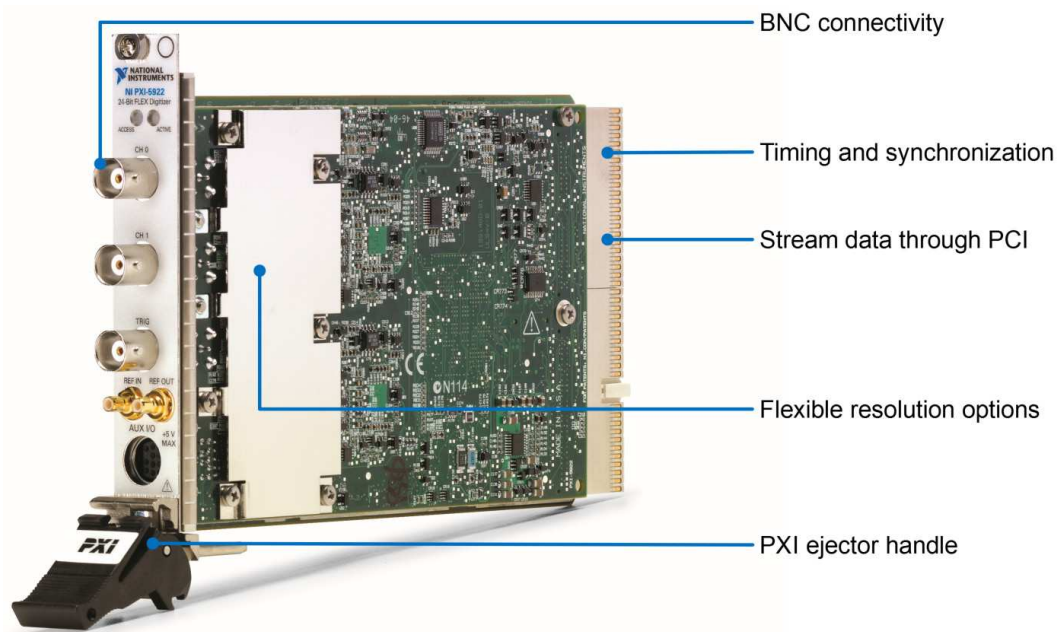 BNC connectivity
NATIONAL
INSTRUMENTS
NI PXI-5922
24-Bit FLEX Digitizer
ACCESS ACTIVE
CH 0
Timing and synchronization
CH 1
Stream data through PCI
TRIG
REF IN REF OUT
CE
N114
Flexible resolution options
AUX I/O
+5 V
MAX
PXI
PXI ejector handle